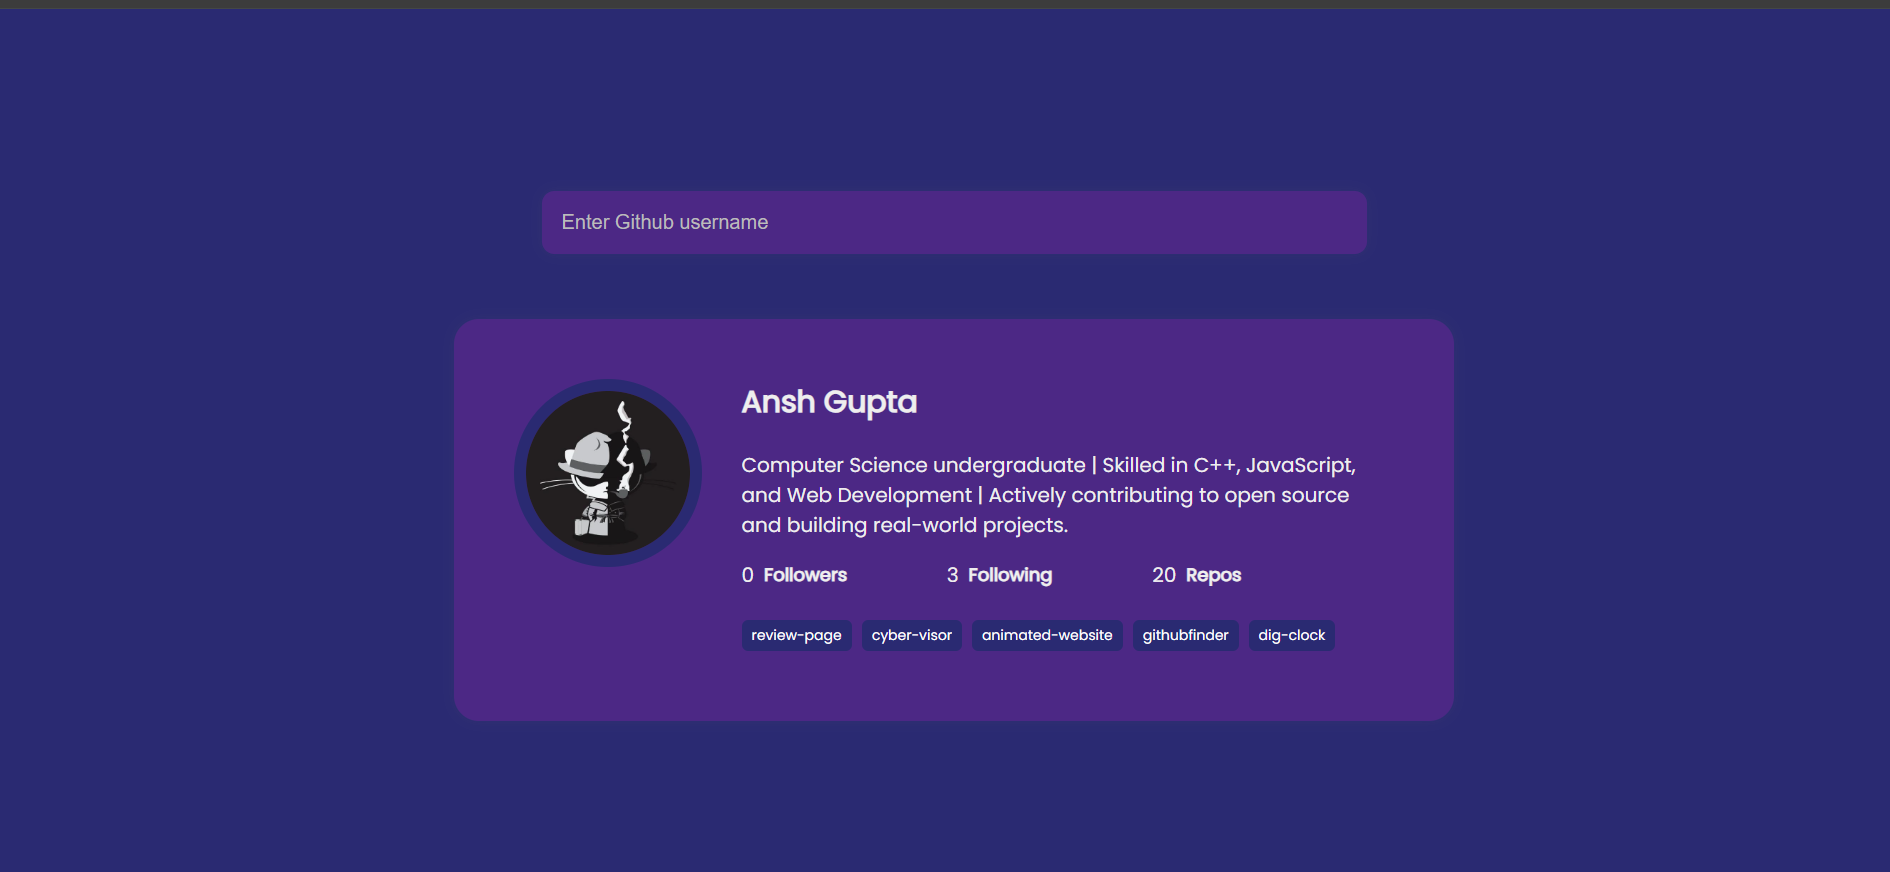 Enter Github username
Ansh Gupta
Computer Science undergraduate | Skilled in C++, JavaScript,
and Web Development | Actively contributing to open source
and building real-world projects.
0 Followers 3 Following 20 Repos
review-page cyber-visor animated-website githubfinder dig-clock